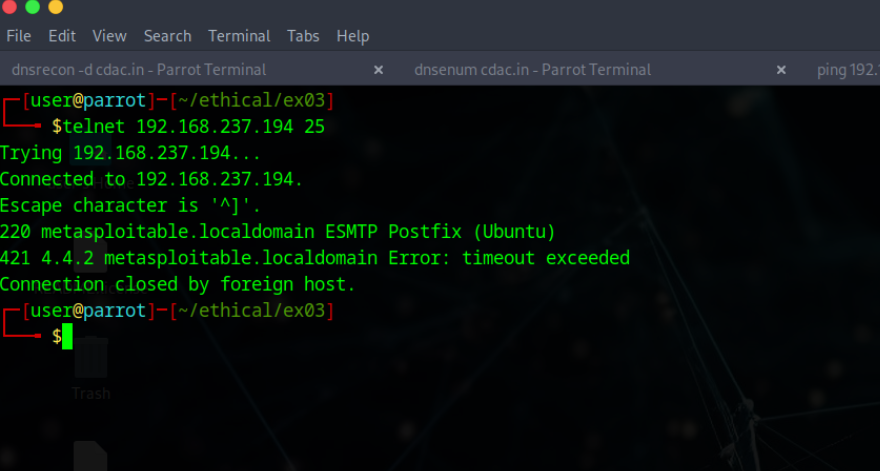 File Edit View Search Terminal Tabs Help
dnsrecon -d cdac.in - Parrot Terminal × dnsenum cdac.in - Parrot Terminal × ping 192.1
┌─[user@parrot]─[~/ethical/ex03]
└──╼ $telnet 192.168.237.194 25
Trying 192.168.237.194...
Connected to 192.168.237.194.
Escape character is '^]'.
220 metasploitable.localdomain ESMTP Postfix (Ubuntu)
421 4.4.2 metasploitable.localdomain Error: timeout exceeded
Connection closed by foreign host.
┌─[user@parrot]─[~/ethical/ex03]
└──╼ $
Trash